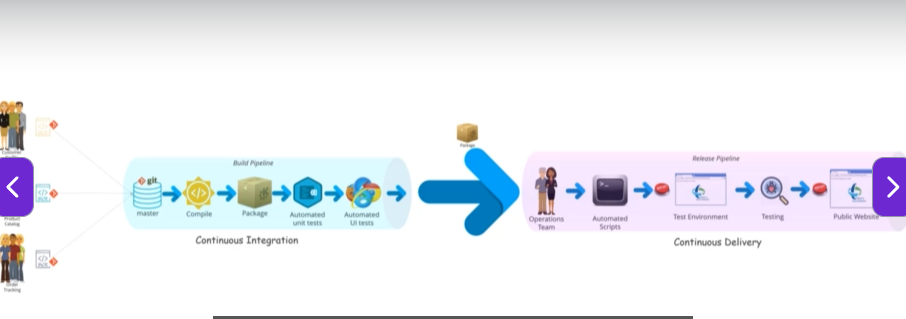 Package
Build Pipeline
Release Pipeline
git
master
Compile
Package
Automated
unit tests
Automated
UI tests
Continuous Integration
Operations
Team
Automated
Scripts
Test Environment
Testing
Public Website
Continuous Delivery
Product
Catalog
Order
Tracking